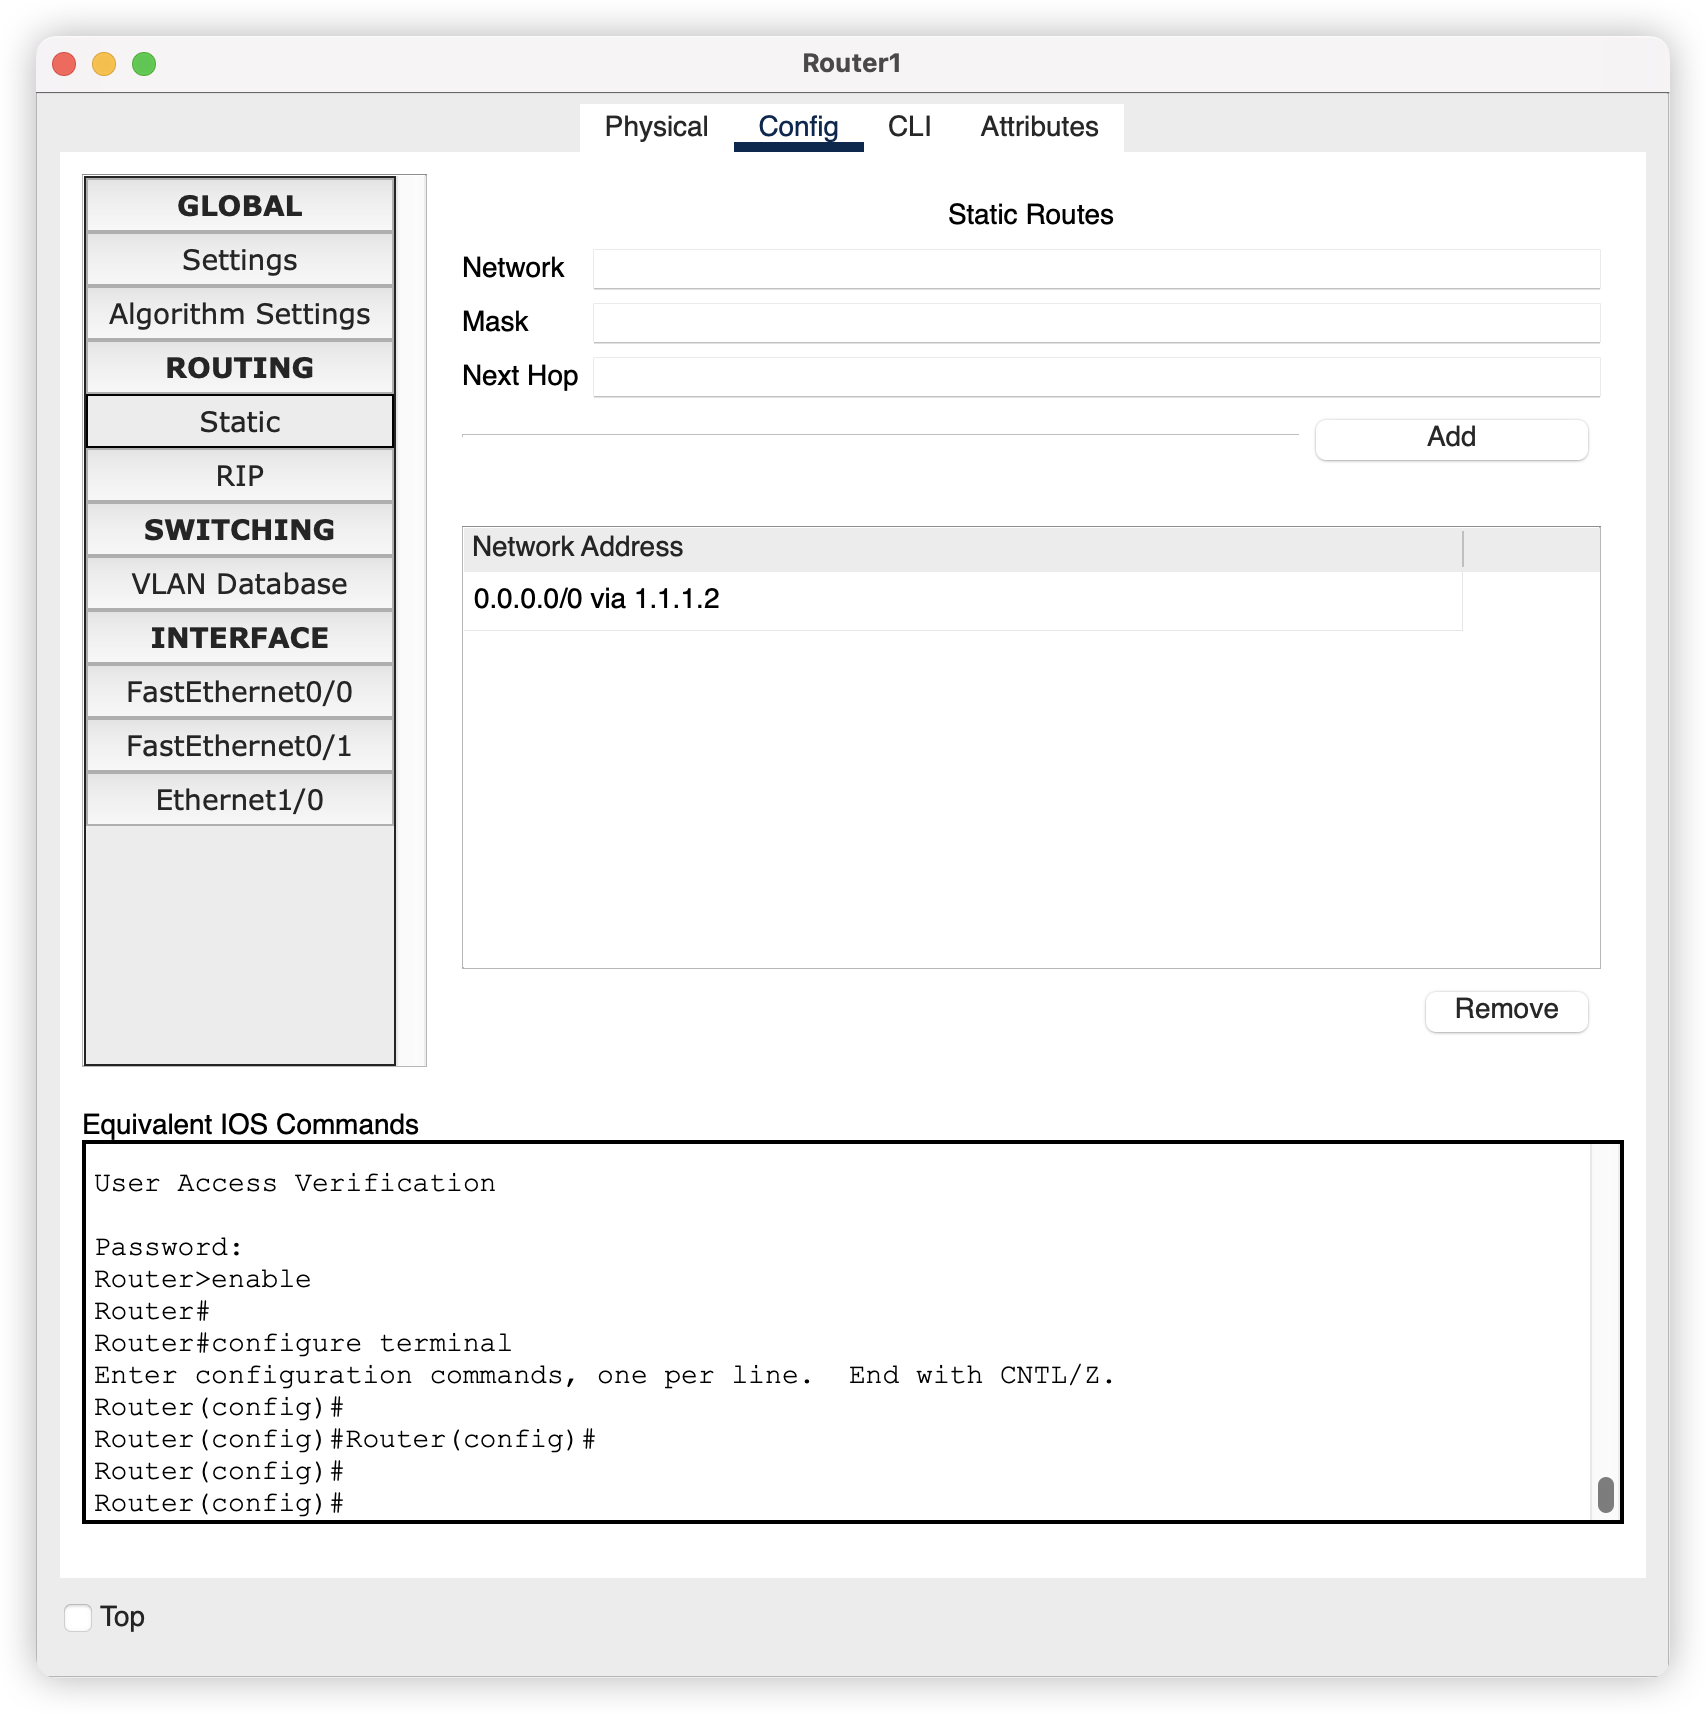 Router1
Physical Config CLI Attributes
GLOBAL
Settings
Algorithm Settings
ROUTING
Static
RIP
SWITCHING
VLAN Database
INTERFACE
FastEthernet0/0
FastEthernet0/1
Ethernet1/0
Static Routes
Network
Mask
Next Hop
Add
Network Address
0.0.0.0/0 via 1.1.1.2
Remove
Equivalent IOS Commands
User Access Verification
Password:
Router>enable
Router#
Router#configure terminal
Enter configuration commands, one per line.  End with CNTL/Z.
Router(config)#
Router(config)#Router(config)#
Router(config)#
Router(config)#
Top